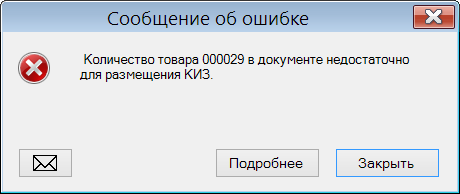 Сообщение об ошибке
Количество товара 000029 в документе недостаточно
для размещения КИЗ.
Подробнее
Закрыть